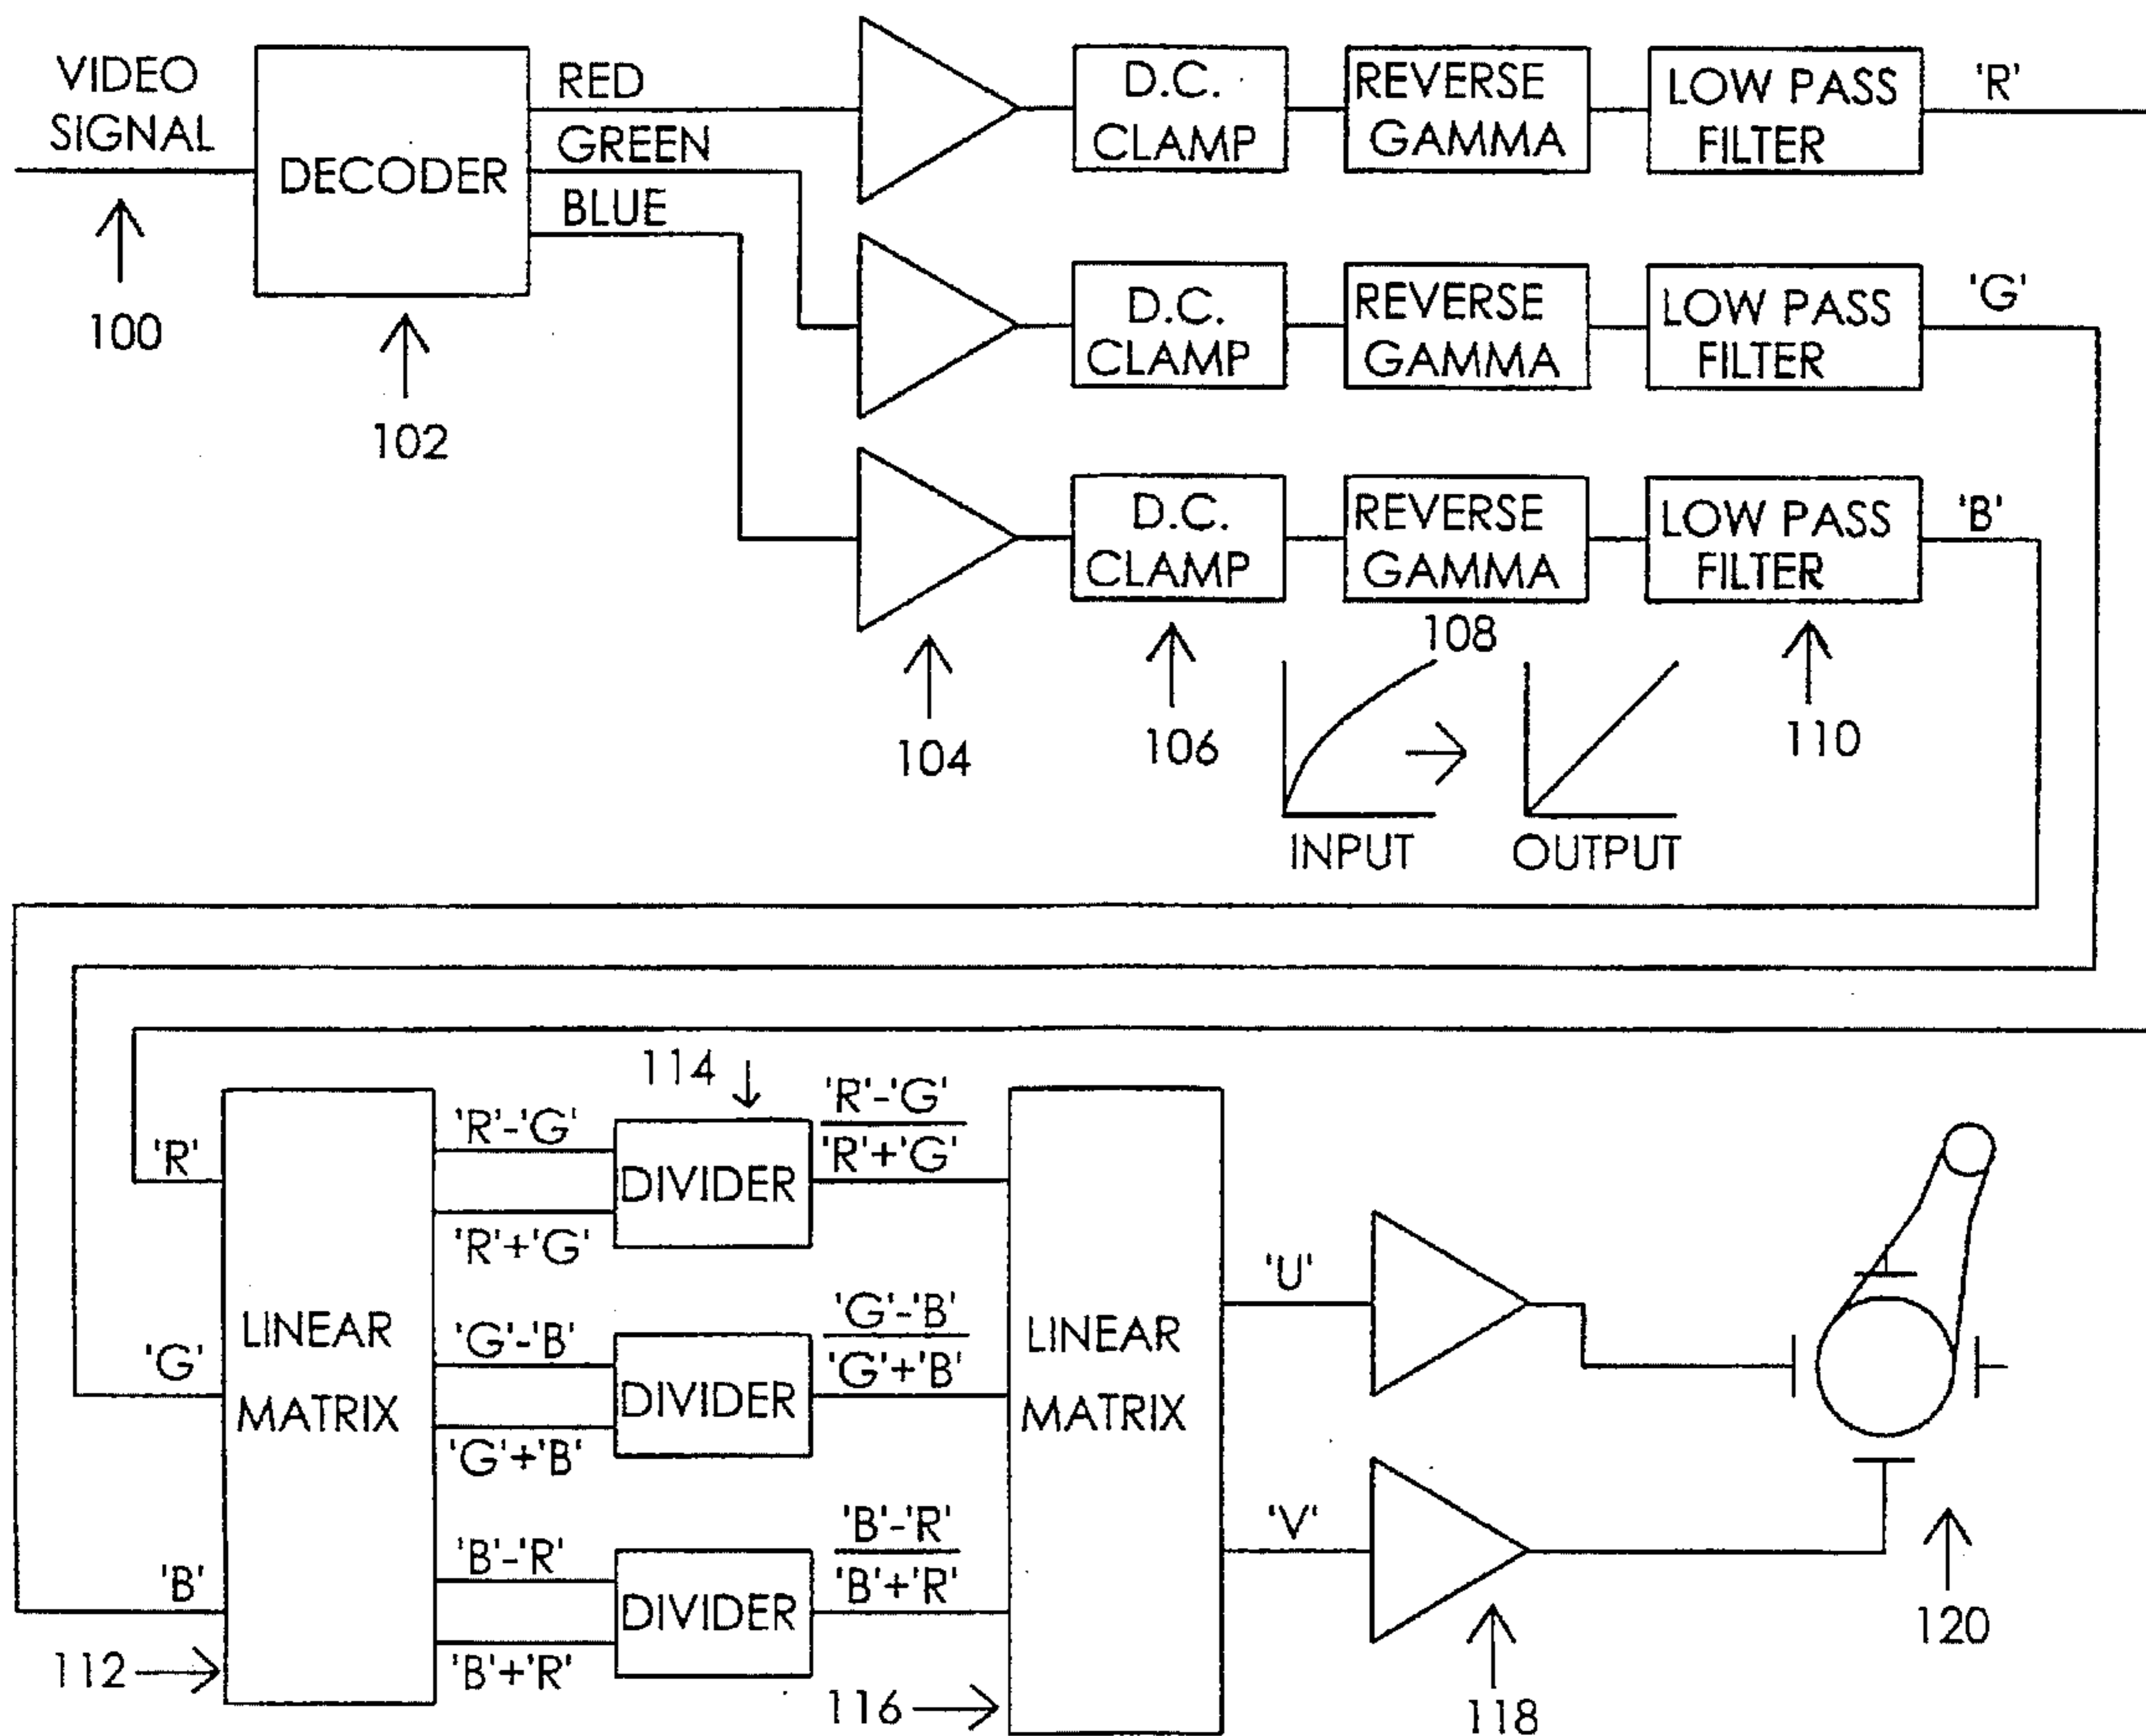 VIDEO
SIGNAL
100
DECODER
102
RED
GREEN
BLUE
D.C.
CLAMP
REVERSE
GAMMA
LOW PASS
FILTER
'R'
D.C.
CLAMP
REVERSE
GAMMA
LOW PASS
FILTER
'G'
D.C.
CLAMP
REVERSE
GAMMA
LOW PASS
FILTER
'B'
104
106
108
110
INPUT
OUTPUT
'R'
'G'
'B'
112
LINEAR
MATRIX
'R'-'G'
'R'+'G'
'G'-'B'
'G'+'B'
'B'-'R'
'B'+'R'
114
DIVIDER
DIVIDER
DIVIDER
'R'-'G'
'R'+'G'
'G'-'B'
'G'+'B'
'B'-'R'
'B'+'R'
116
LINEAR
MATRIX
'U'
'V'
118
120